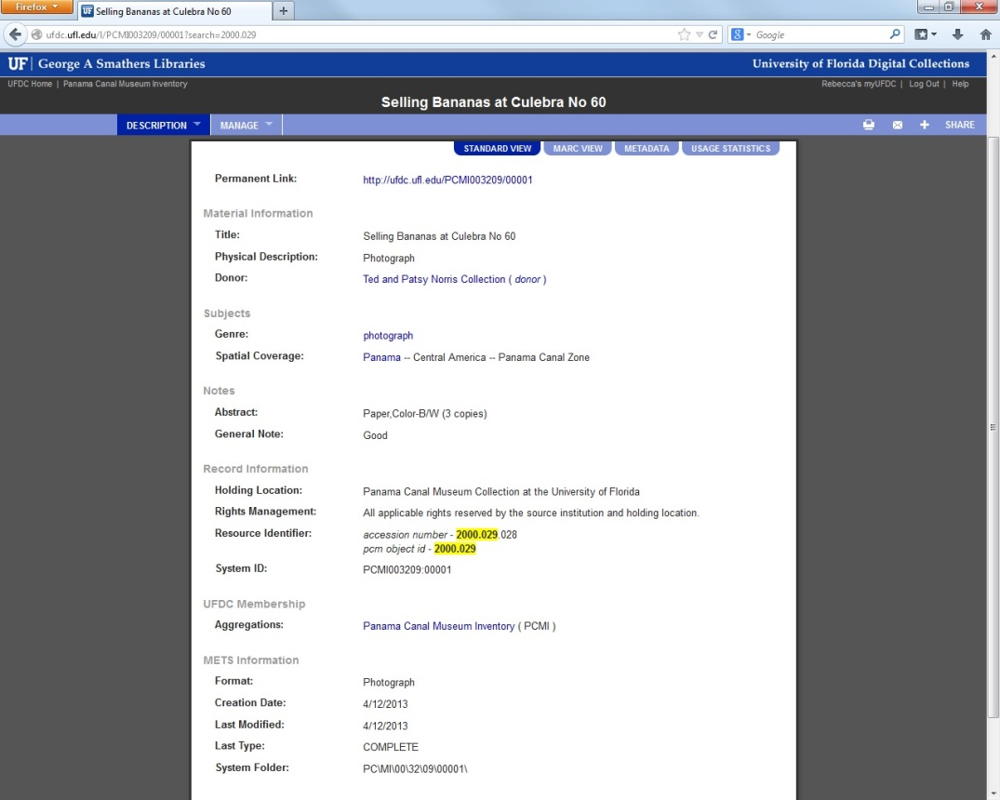 Firefox
Selling Bananas at Culebra No 60
ufdc.ufl.edu/l/PCMI003209/00001?search=2000.029
Google
UF George A Smathers Libraries
University of Florida Digital Collections
UFDC Home | Panama Canal Museum Inventory
Rebecca's myUFDC | Log Out | Help
Selling Bananas at Culebra No 60
DESCRIPTION MANAGE
SHARE
STANDARD VIEW MARC VIEW METADATA USAGE STATISTICS
Permanent Link: http://ufdc.ufl.edu/PCMI003209/00001
Material Information
Title: Selling Bananas at Culebra No 60
Physical Description: Photograph
Donor: Ted and Patsy Norris Collection ( donor )
Subjects
Genre: photograph
Spatial Coverage: Panama -- Central America -- Panama Canal Zone
Notes
Abstract: Paper,Color-B/W (3 copies)
General Note: Good
Record Information
Holding Location: Panama Canal Museum Collection at the University of Florida
Rights Management: All applicable rights reserved by the source institution and holding location.
Resource Identifier: accession number - 2000.029.028
pcm object id - 2000.029
System ID: PCMI003209:00001
UFDC Membership
Aggregations: Panama Canal Museum Inventory ( PCMI )
METS Information
Format: Photograph
Creation Date: 4/12/2013
Last Modified: 4/12/2013
Last Type: COMPLETE
System Folder: PC\MI\00\32\09\00001\